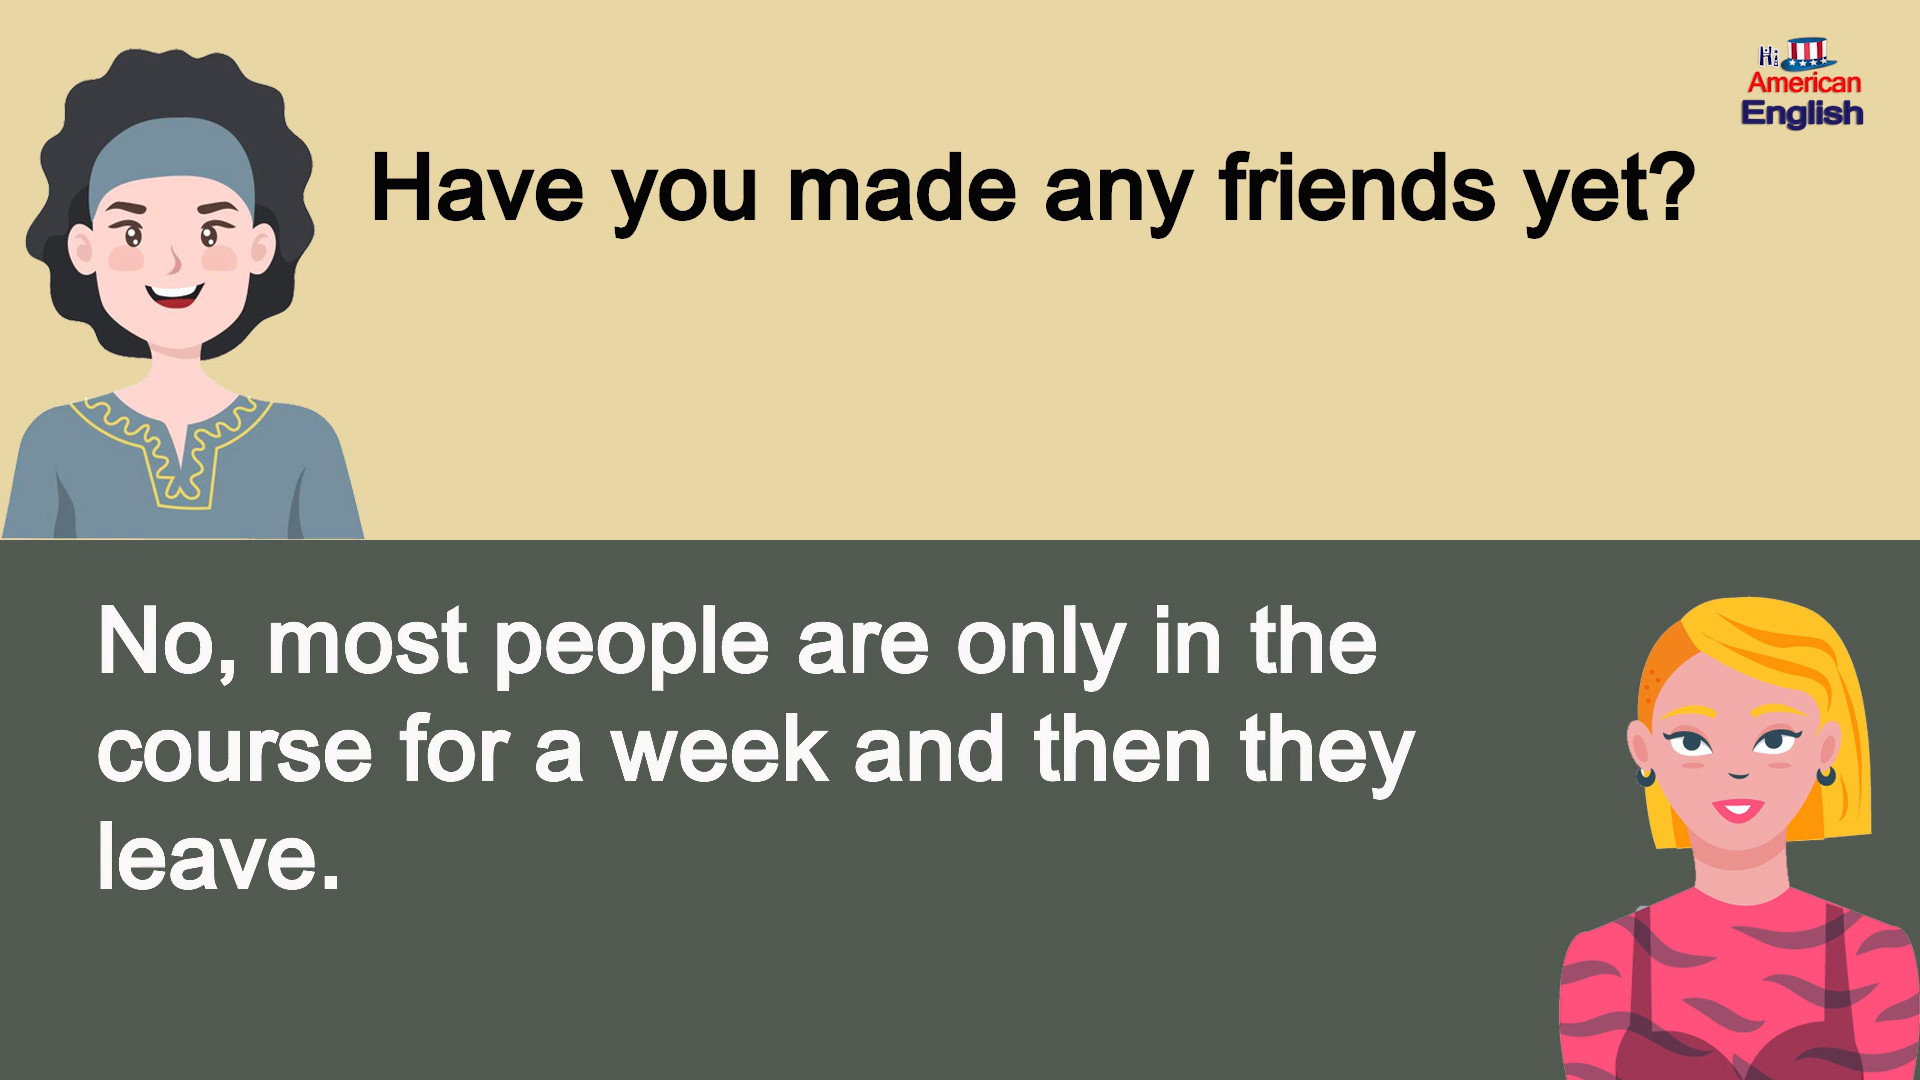 Hi
American
English
Have you made any friends yet?
No, most people are only in the
course for a week and then they
leave.